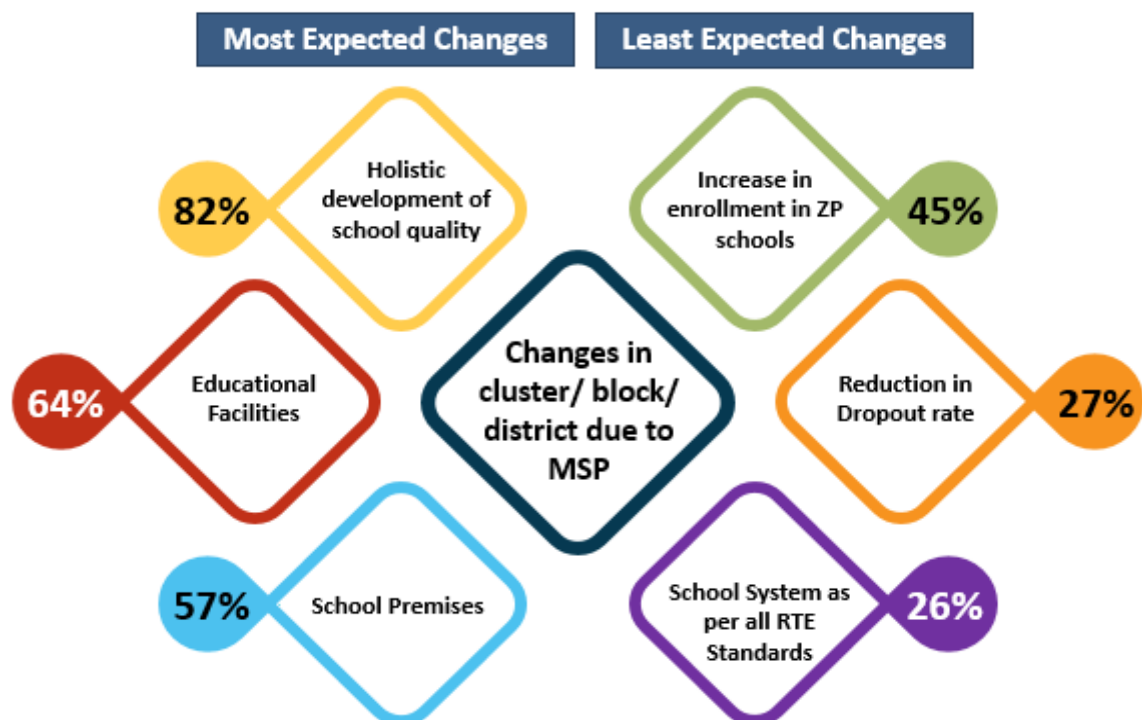 Most Expected Changes
Least Expected Changes
82%
Holistic
development of
school quality
Increase in
enrollment in ZP
schools
45%
64%
Educational
Facilities
Changes in
cluster/ block/
district due to
MSP
Reduction in
Dropout rate
27%
57%
School Premises
School System as
per all RTE
Standards
26%